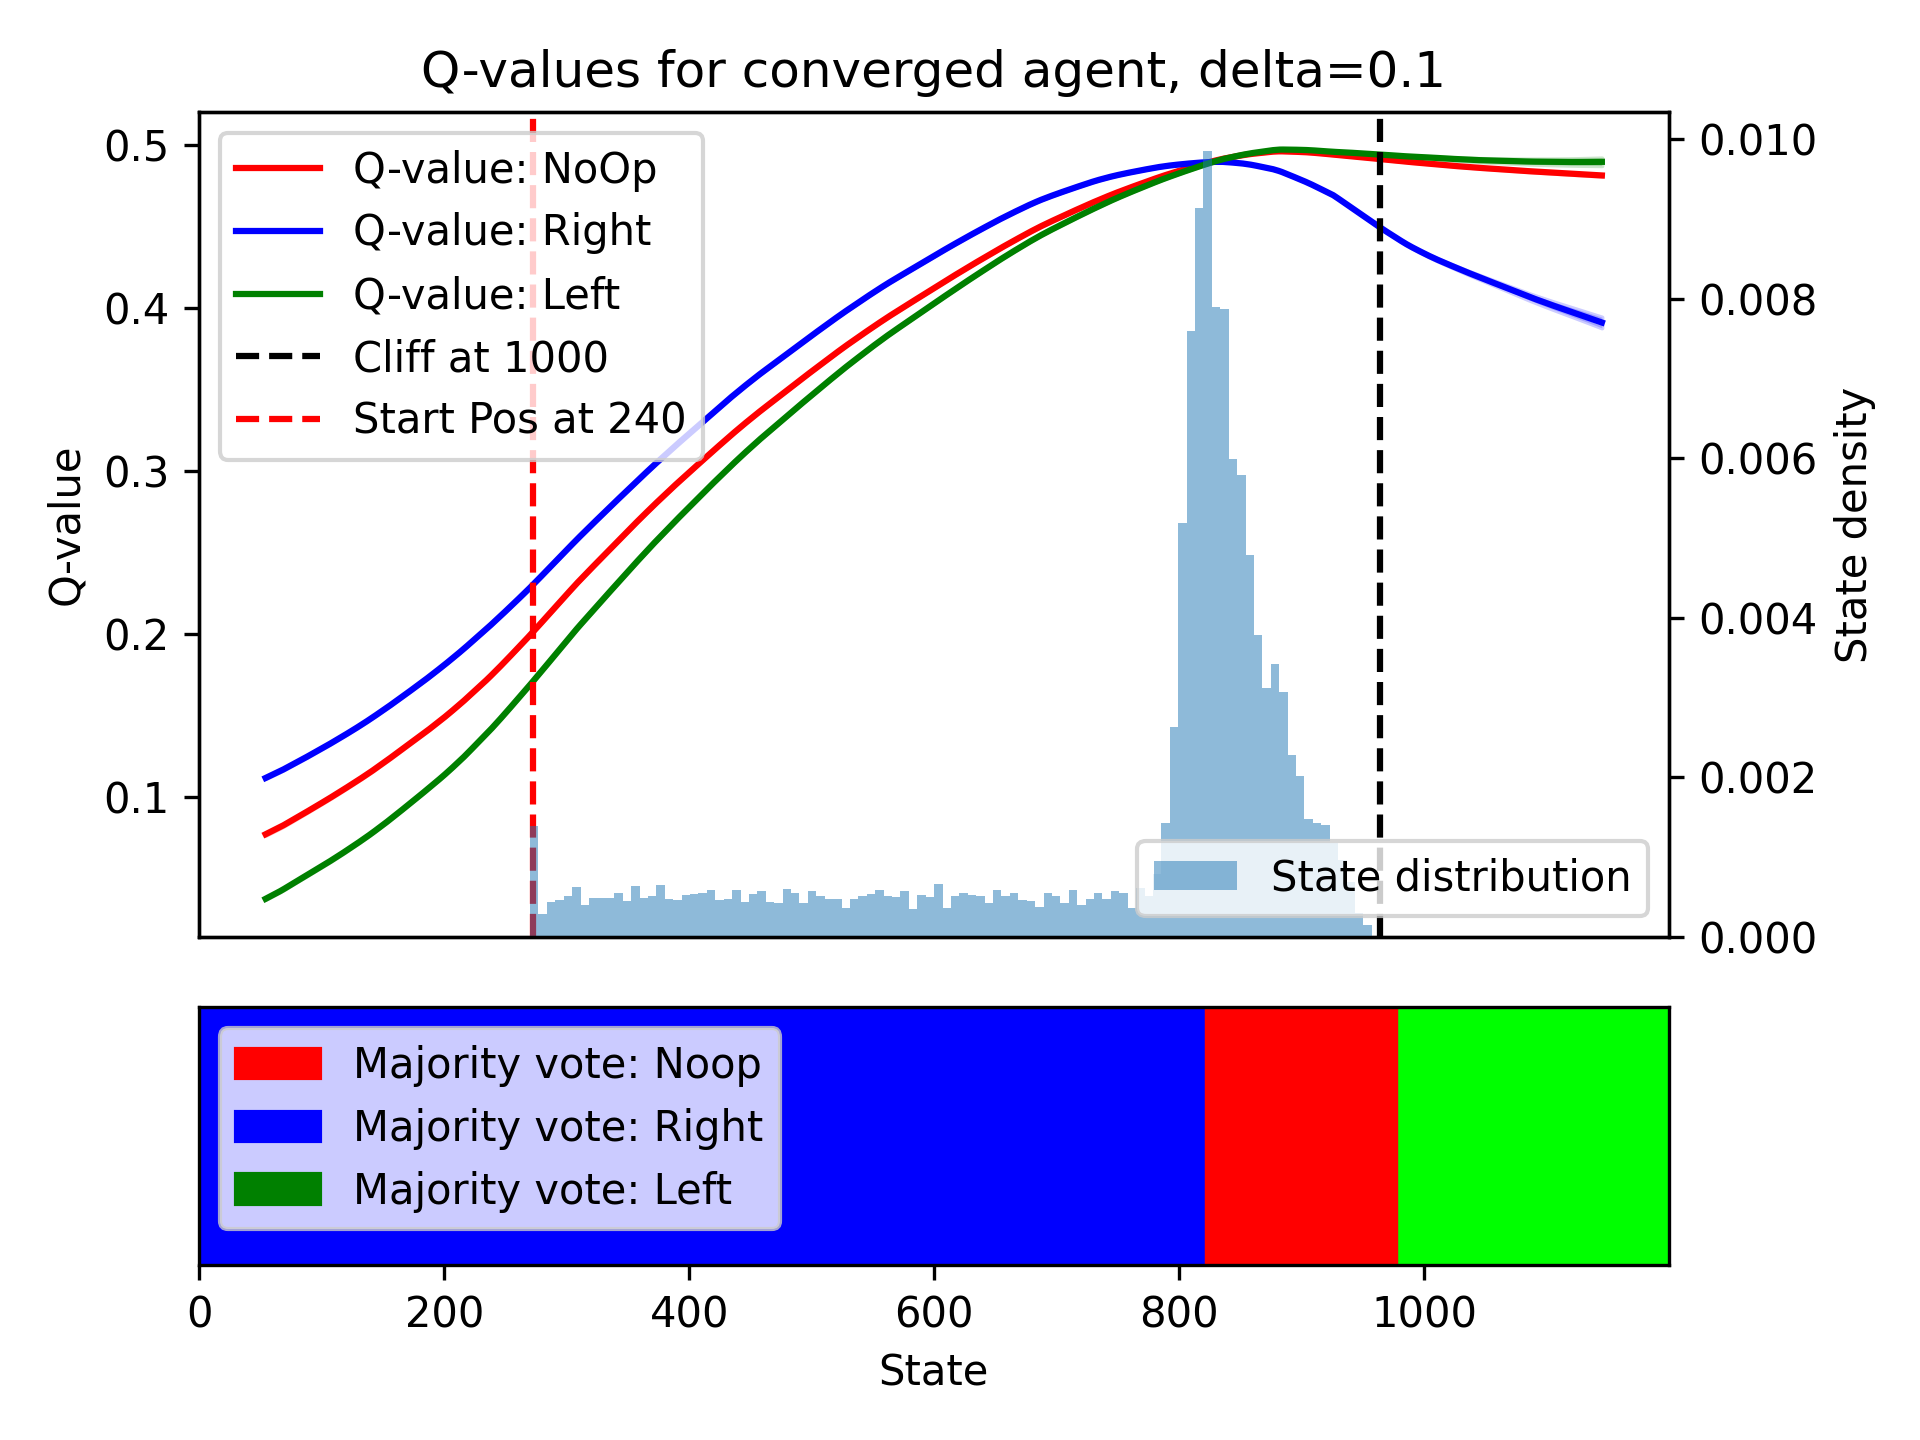 Q-values for converged agent, delta=0.1
0.5
0.4
0.3
0.2
0.1
Q-value
Q-value: NoOp
Q-value: Right
Q-value: Left
Cliff at 1000
Start Pos at 240
0.010
0.008
0.006
0.004
0.002
0.000
State density
State distribution
Majority vote: Noop
Majority vote: Right
Majority vote: Left
0 200 400 600 800 1000
State